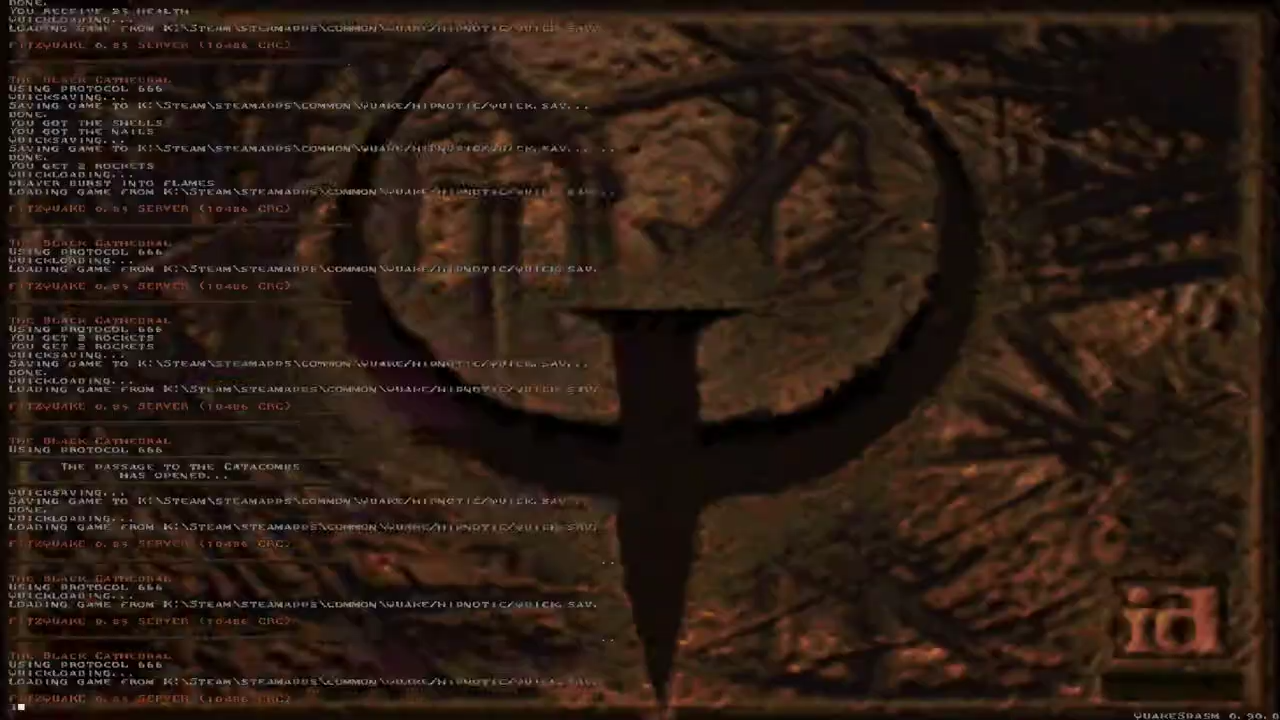 DONE.
YOU RECEIVE 25 HEALTH
QUICKLOADING...
LOADING GAME FROM K:\STEAM\STEAMAPPS\COMMON\QUAKE/HIPNOTIC/QUICK.SAV...
FITZQUAKE 0.85 SERVER (10486 CRC)
THE BLACK CATHEDRAL
USING PROTOCOL 666
QUICKSAVING...
SAVING GAME TO K:\STEAM\STEAMAPPS\COMMON\QUAKE/HIPNOTIC/QUICK.SAV...
DONE.
YOU GOT THE SHELLS
YOU GOT THE NAILS
QUICKSAVING...
SAVING GAME TO K:\STEAM\STEAMAPPS\COMMON\QUAKE/HIPNOTIC/QUICK.SAV...
DONE.
YOU GET 2 ROCKETS
QUICKLOADING...
BURST INTO FLAMES
LOADING GAME FROM K:\STEAM\STEAMAPPS\COMMON\QUAKE/HIPNOTIC/QUICK.SAV...
FITZQUAKE 0.85 SERVER (10486 CRC)
THE BLACK CATHEDRAL
USING PROTOCOL 666
QUICKLOADING...
LOADING GAME FROM K:\STEAM\STEAMAPPS\COMMON\QUAKE/HIPNOTIC/QUICK.SAV...
FITZQUAKE 0.85 SERVER (10486 CRC)
THE BLACK CATHEDRAL
USING PROTOCOL 666
YOU GET 2 ROCKETS
YOU GET 2 ROCKETS
QUICKSAVING...
SAVING GAME TO K:\STEAM\STEAMAPPS\COMMON\QUAKE/HIPNOTIC/QUICK.SAV...
DONE.
QUICKLOADING...
LOADING GAME FROM K:\STEAM\STEAMAPPS\COMMON\QUAKE/HIPNOTIC/QUICK.SAV...
FITZQUAKE 0.85 SERVER (10486 CRC)
THE BLACK CATHEDRAL
USING PROTOCOL 666
THE PASSAGE TO THE CATACOMBS
HAS OPENED...
QUICKSAVING...
SAVING GAME TO K:\STEAM\STEAMAPPS\COMMON\QUAKE/HIPNOTIC/QUICK.SAV...
DONE.
QUICKLOADING...
LOADING GAME FROM K:\STEAM\STEAMAPPS\COMMON\QUAKE/HIPNOTIC/QUICK.SAV...
FITZQUAKE 0.85 SERVER (10486 CRC)
THE BLACK CATHEDRAL
USING PROTOCOL 666
QUICKLOADING...
LOADING GAME FROM K:\STEAM\STEAMAPPS\COMMON\QUAKE/HIPNOTIC/QUICK.SAV...
FITZQUAKE 0.85 SERVER (10486 CRC)
THE BLACK CATHEDRAL
USING PROTOCOL 666
QUICKLOADING...
LOADING GAME FROM K:\STEAM\STEAMAPPS\COMMON\QUAKE/HIPNOTIC/QUICK.SAV...
FITZQUAKE 0.85 SERVER (10486 CRC)
id
QUAKESPASM 0.90.0